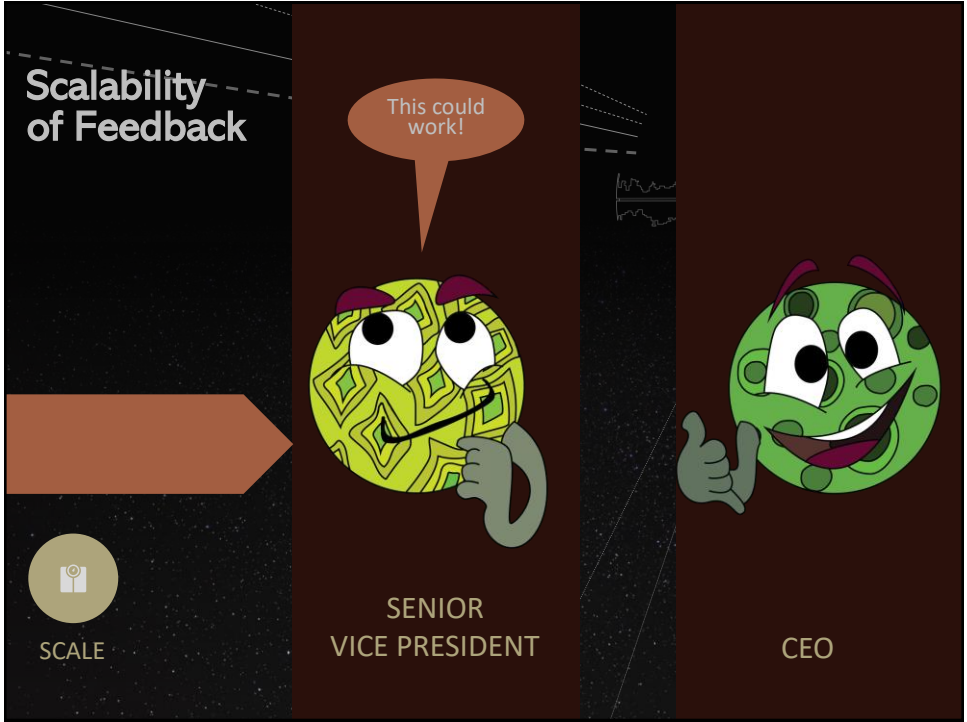 Scalability
of Feedback
This could
work!
SENIOR
VICE PRESIDENT
CEO
SCALE